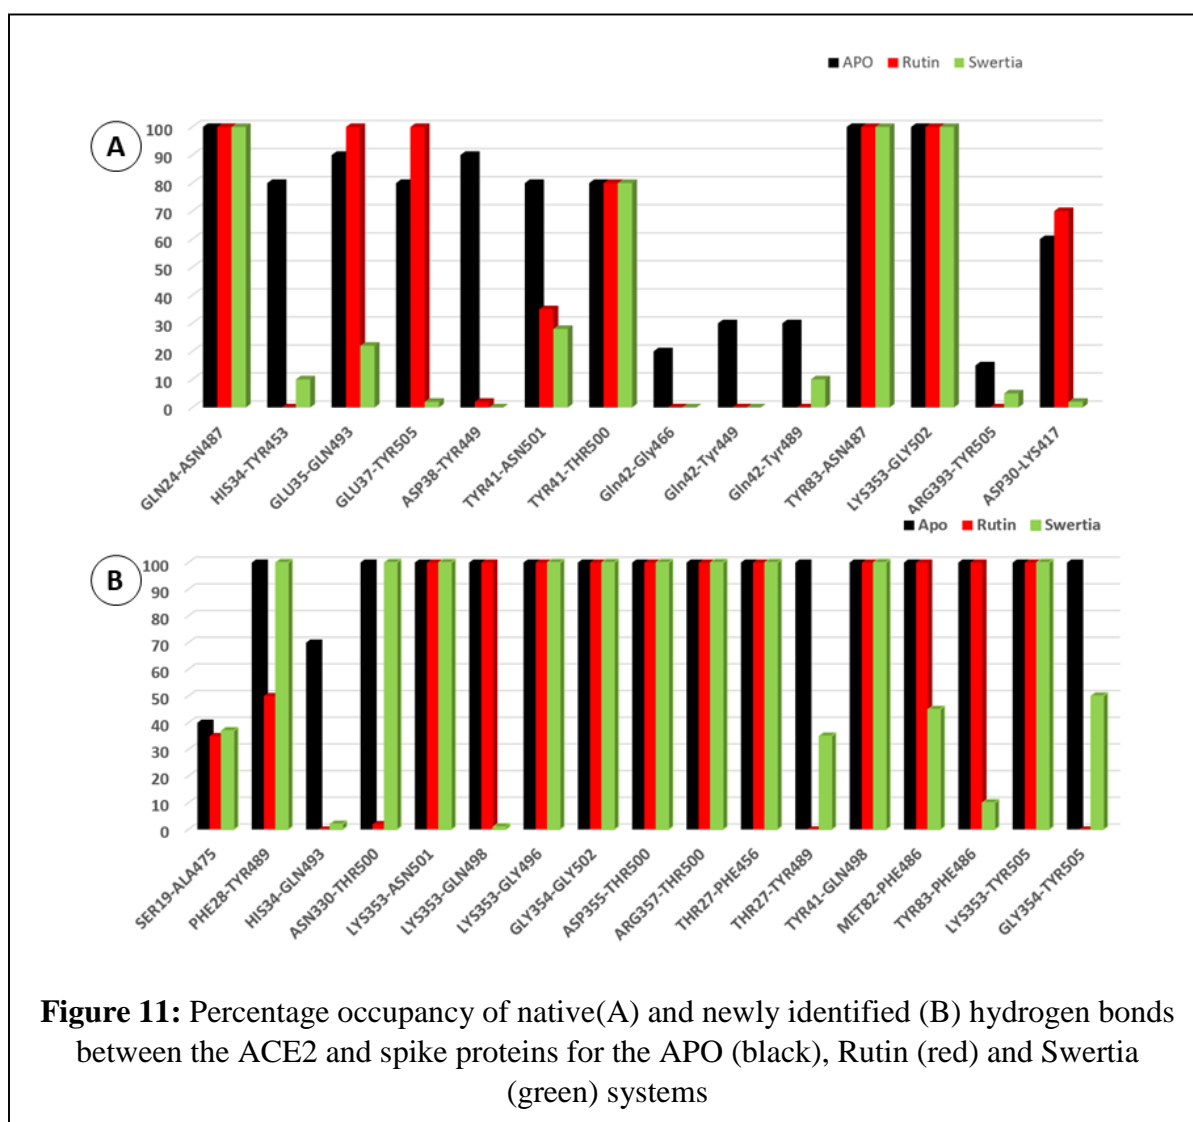 APO Rutin Swertia
A
100
90
80
70
60
50
40
30
20
10
0
GLN24-ASN487
HIS34-TYR453
GLU35-GLN493
GLU37-TYR505
ASP38-TYR449
TYR41-ASN501
TYR41-THR500
Gln42-Gly466
Gln42-Tyr449
Gln42-Tyr489
TYR83-ASN487
LYS353-GLY502
ARG393-TYR505
ASP30-LYS417
Apo Rutin Swertia
B
100
90
80
70
60
50
40
30
20
10
0
SER19-ALA475
PHE28-TYR489
HIS34-GLN493
ASN330-THR500
LYS353-ASN501
LYS353-GLN498
LYS353-GLY496
GLY354-GLY502
ASP355-THR500
ARG357-THR500
THR27-PHE456
THR27-TYR489
TYR41-GLN498
MET82-PHE486
TYR83-PHE486
LYS353-TYR505
GLY354-TYR505
Figure 11: Percentage occupancy of native(A) and newly identified (B) hydrogen bonds
between the ACE2 and spike proteins for the APO (black), Rutin (red) and Swertia
(green) systems